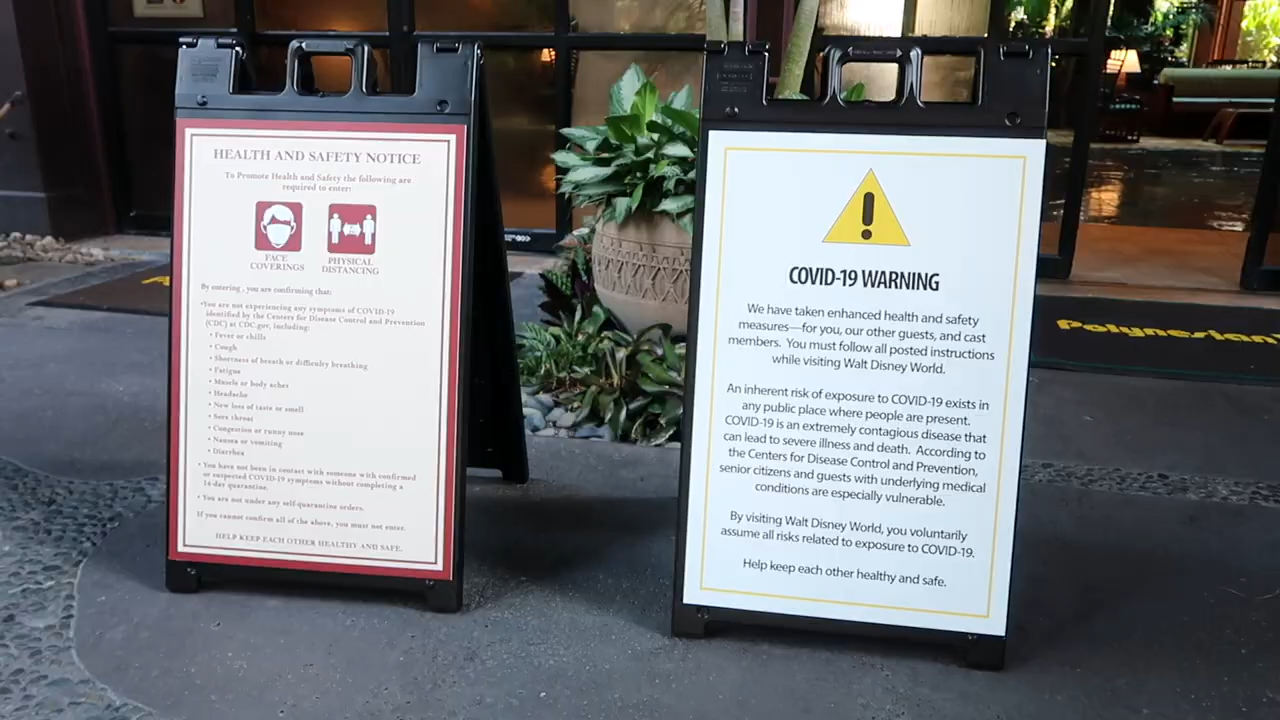 HEALTH AND SAFETY NOTICE
To Promote Health and Safety the following are
required to enter:
FACE
COVERINGS
PHYSICAL
DISTANCING
By entering , you are confirming that:
•You are not experiencing any symptoms of COVID-19
identified by the Centers for Disease Control and Prevention
(CDC) at CDC.gov, including:
• Fever or chills
• Cough
• Shortness of breath or difficulty breathing
• Fatigue
• Muscle or body aches
• Headache
• New loss of taste or smell
• Sore throat
• Congestion or runny nose
• Nausea or vomiting
• Diarrhea
• You have not been in contact with someone with confirmed
or suspected COVID-19 symptoms without completing a
14-day quarantine.
• You are not under any self-quarantine orders.
If you cannot confirm all of the above, you must not enter.
HELP KEEP EACH OTHER HEALTHY AND SAFE.
COVID-19 WARNING
We have taken enhanced health and safety
measures—for you, our other guests, and cast
members. You must follow all posted instructions
while visiting Walt Disney World.
An inherent risk of exposure to COVID-19 exists in
any public place where people are present.
COVID-19 is an extremely contagious disease that
can lead to severe illness and death. According to
the Centers for Disease Control and Prevention,
senior citizens and guests with underlying medical
conditions are especially vulnerable.
By visiting Walt Disney World, you voluntarily
assume all risks related to exposure to COVID-19.
Help keep each other healthy and safe.
Polynesian